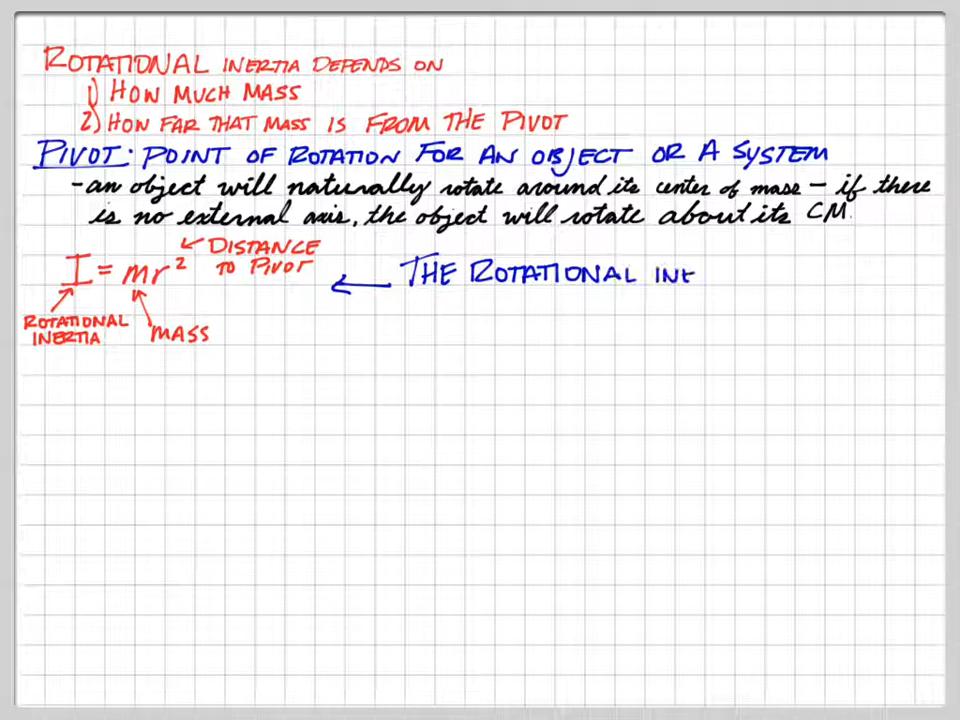 ROTATIONAL INERTIA DEPENDS ON
1) HOW MUCH MASS
2) HOW FAR THAT MASS IS FROM THE PIVOT
PIVOT: POINT OF ROTATION FOR AN OBJECT OR A SYSTEM
-an object will naturally rotate around its center of mass - if there
is no external axis, the object will rotate about its CM.
I = mr² ← DISTANCE
TO PIVOT
← THE ROTATIONAL INE
ROTATIONAL
INERTIA
MASS